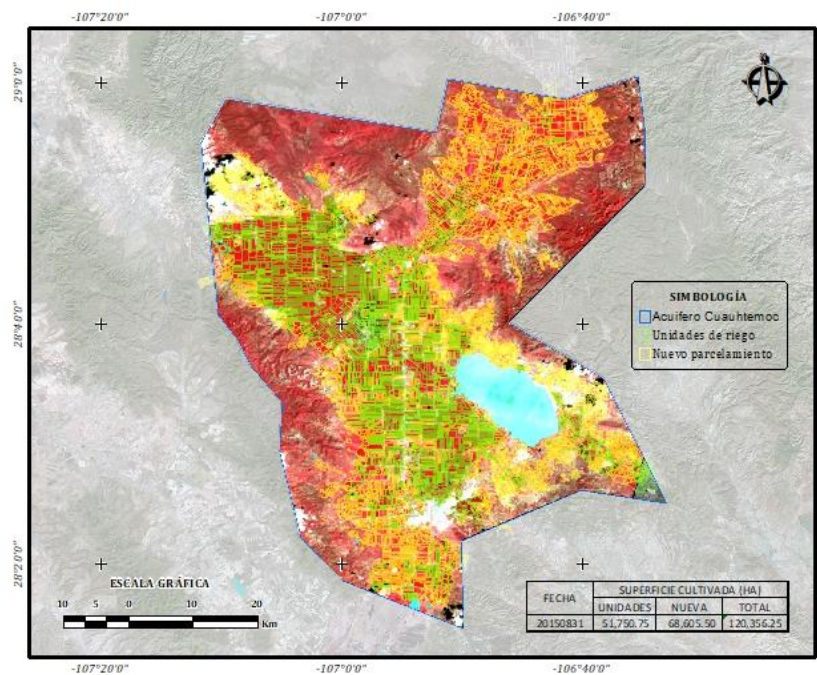 -107°20'0" -107°0'0" -106°40'0"
29°0'0"
28°40'0"
28°20'0"
SIMBOLOGÍA
Acuifero Cuauhtemoc
Unidades de riego
Nuevo parcelamiento
ESCALA GRÁFICA
10 5 0 10 20
Km
FECHA SUPERFICIE CULTIVADA (HA)
UNIDADES NUEVA TOTAL
20150831 51,750.75 68,605.50 120,356.25
-107°20'0" -107°0'0" -106°40'0"